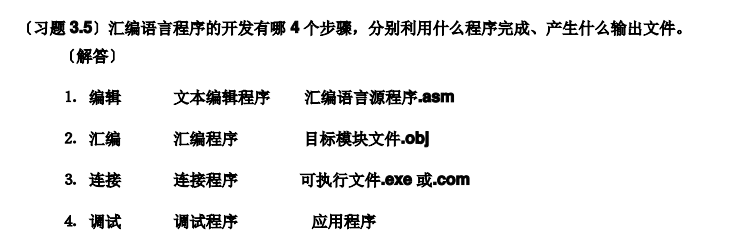 〔习题 3.5〕汇编语言程序的开发有哪 4 个步骤，分别利用什么程序完成、产生什么输出文件。
〔解答〕
1. 编辑 文本编辑程序 汇编语言源程序.asm
2. 汇编 汇编程序 目标模块文件.obj
3. 连接 连接程序 可执行文件.exe 或.com
4. 调试 调试程序 应用程序